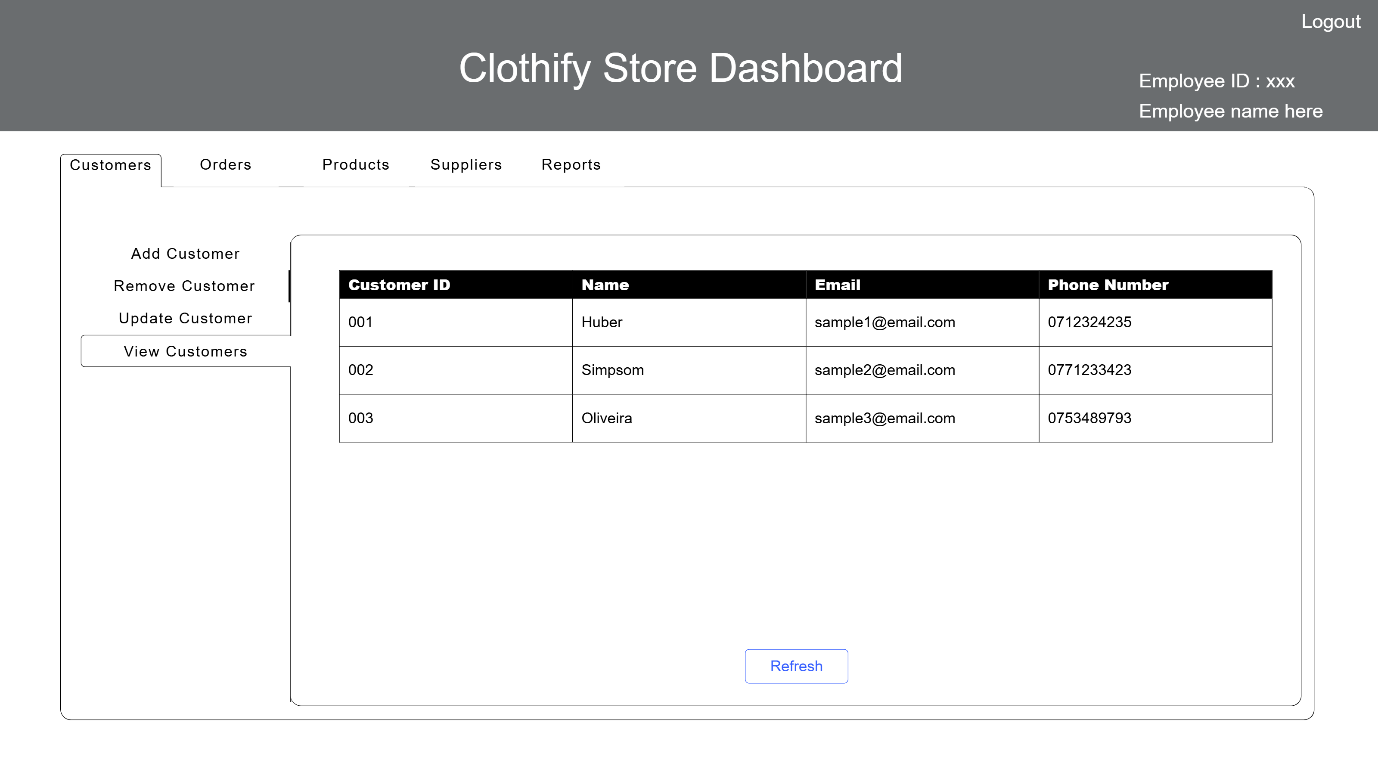 Logout
Clothify Store Dashboard
Employee ID : xxx
Employee name here
Customers Orders Products Suppliers Reports
Add Customer
Remove Customer
Update Customer
View Customers
Customer ID Name Email Phone Number
001 Huber sample1@email.com 0712324235
002 Simpsom sample2@email.com 0771233423
003 Oliveira sample3@email.com 0753489793
Refresh